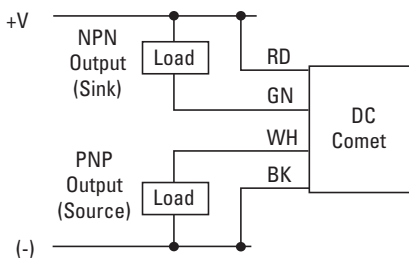 +V
NPN
Output
(Sink)
Load
RD
GN
DC
Comet
WH
PNP
Output
(Source)
Load
BK
(-)